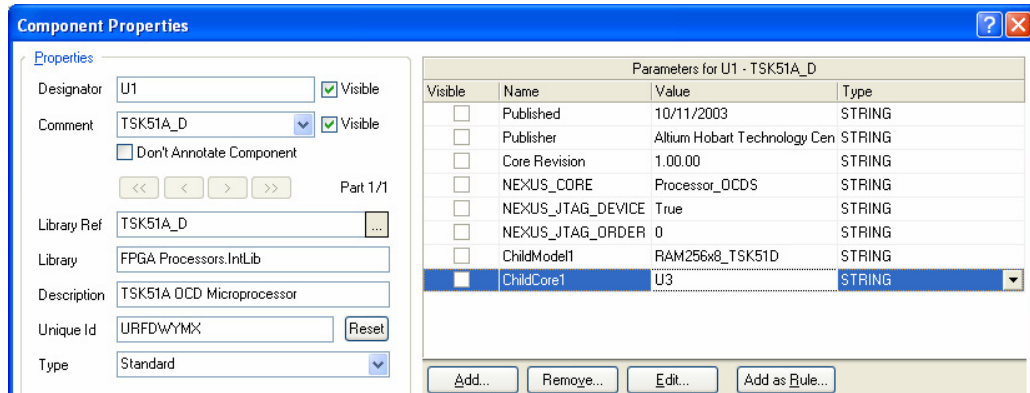 Component Properties
Properties
Designator U1 Visible
Comment TSK51A_D Visible
Don't Annotate Component
<< < > >> Part 1/1
Library Ref TSK51A_D ...
Library FPGA Processors.IntLib
Description TSK51A OCD Microprocessor
Unique Id URFDWYMX Reset
Type Standard
Parameters for U1 - TSK51A_D
Visible Name Value Type
Published 10/11/2003 STRING
Publisher Altium Hobart Technology Cen STRING
Core Revision 1.00.00 STRING
NEXUS_CORE Processor_OCDS STRING
NEXUS_JTAG_DEVICE True STRING
NEXUS_JTAG_ORDER 0 STRING
ChildModel1 RAM256x8_TSK51D STRING
ChildCore1 U3 STRING
Add... Remove... Edit... Add as Rule...